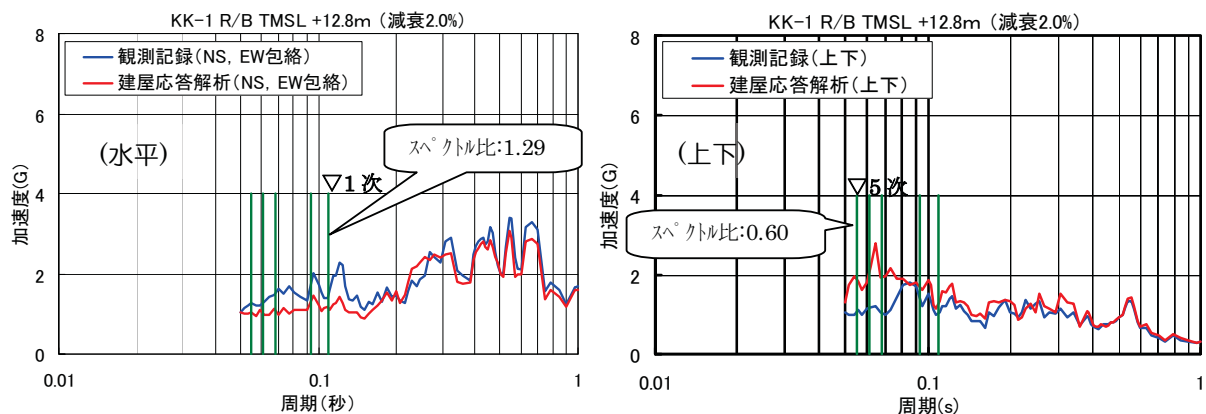 KK-1 R/B TMSL +12.8m (減衰2.0%)
8
6
4
2
0
加速度(G)
観測記録(NS, EW包絡)
建屋応答解析(NS, EW包絡)
(水平)
スペクトル比:1.29
▽1次
0.01
0.1
1
周期(秒)
KK-1 R/B TMSL +12.8m (減衰2.0%)
8
6
4
2
0
加速度(G)
観測記録(上下)
建屋応答解析(上下)
(上下)
▽5次
スペクトル比:0.60
0.01
0.1
1
周期(s)